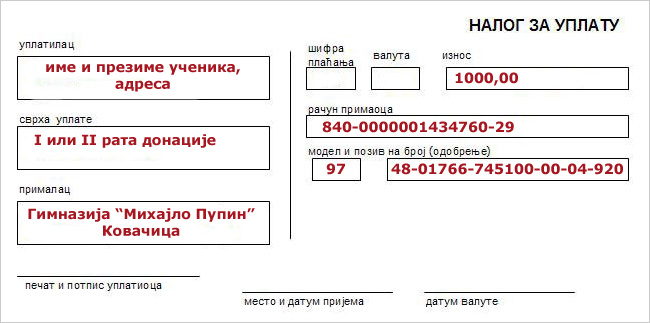 НАЛОГ ЗА УПЛАТУ
уплатилац
име и презиме ученика,
адреса
сврха уплате
I или II рата донације
прималац
Гимназија “Михајло Пупин”
Ковачица
печат и потпис уплатиоца
шифра
плаћања
валута
износ
1000,00
рачун примаоца
840-0000001434760-29
модел и позив на број (одобрење)
97
48-01766-745100-00-04-920
место и датум пријема
датум валуте